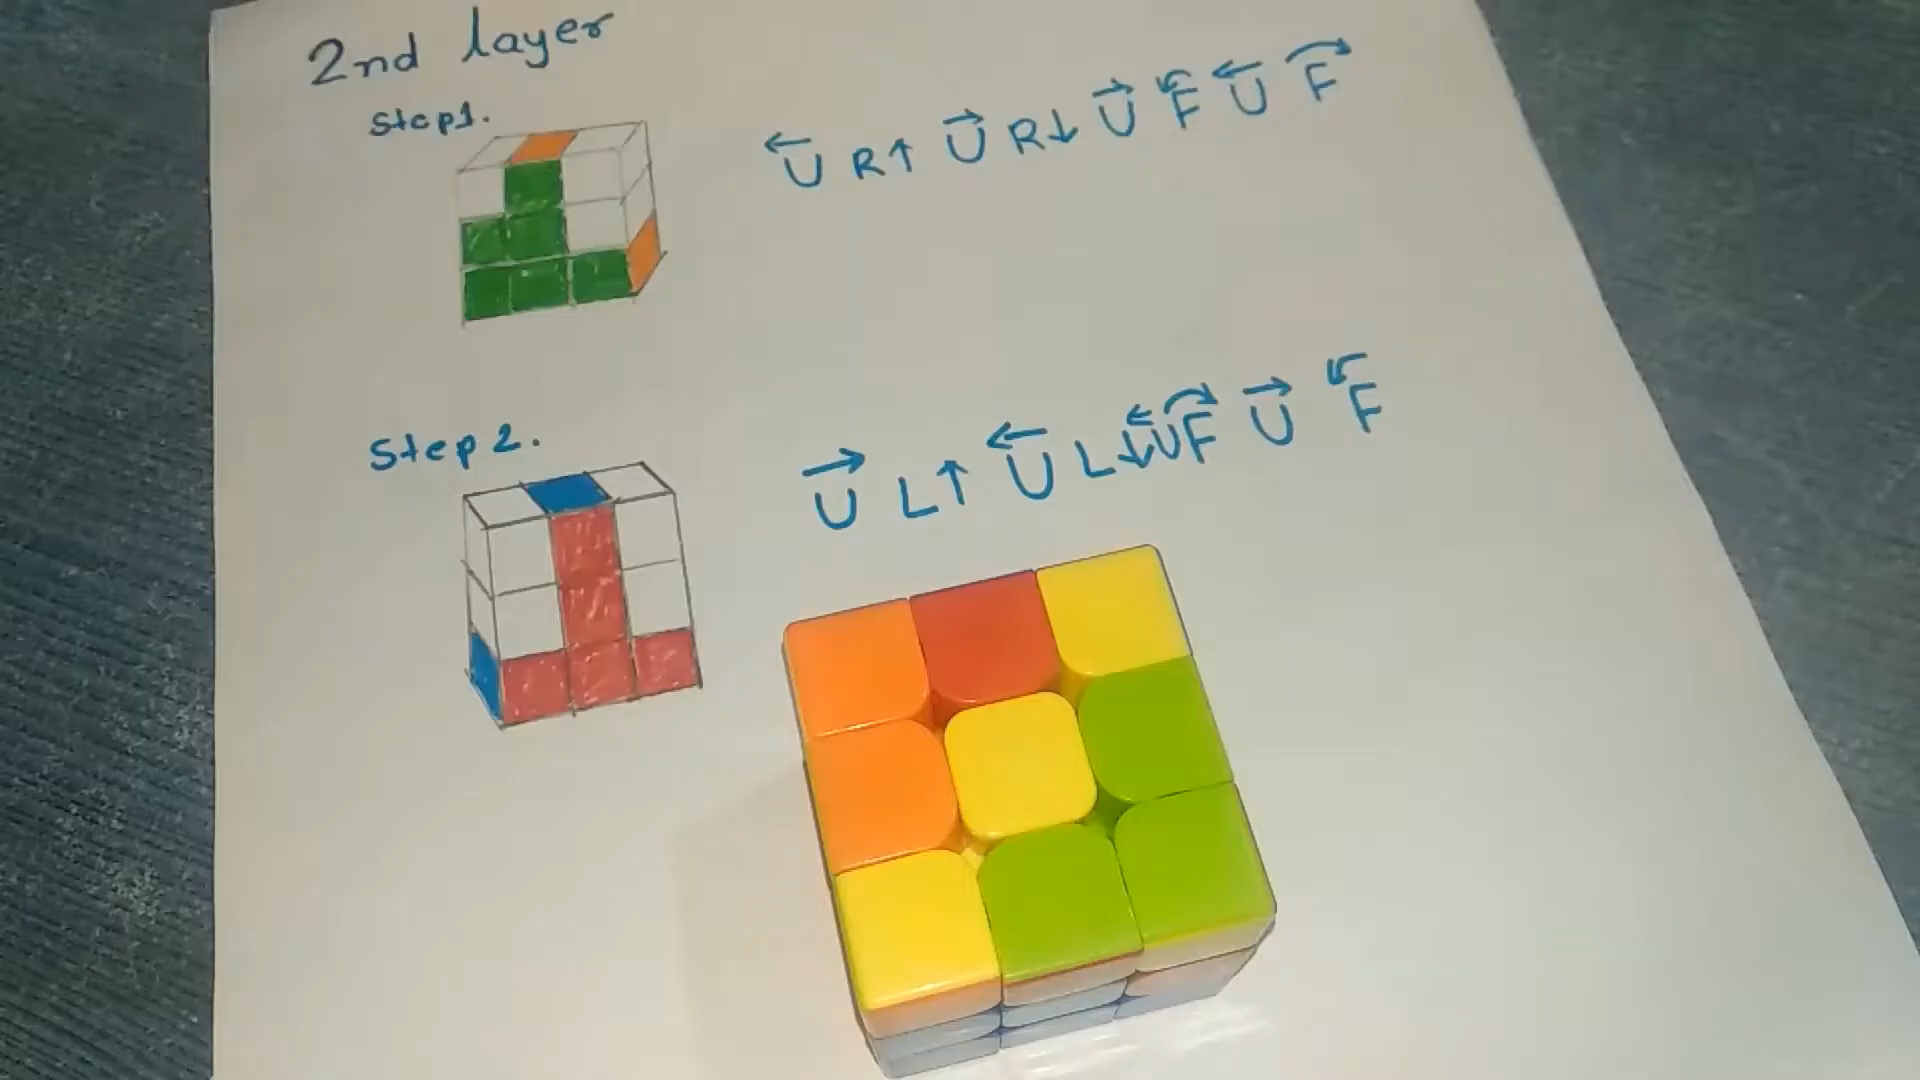 2nd layer
Step1.
←U R↑ →U R↓ →U ↶F ←U ↷F
Step 2.
→U L↑ ←U L↓ ←U ↷F →U ↶F